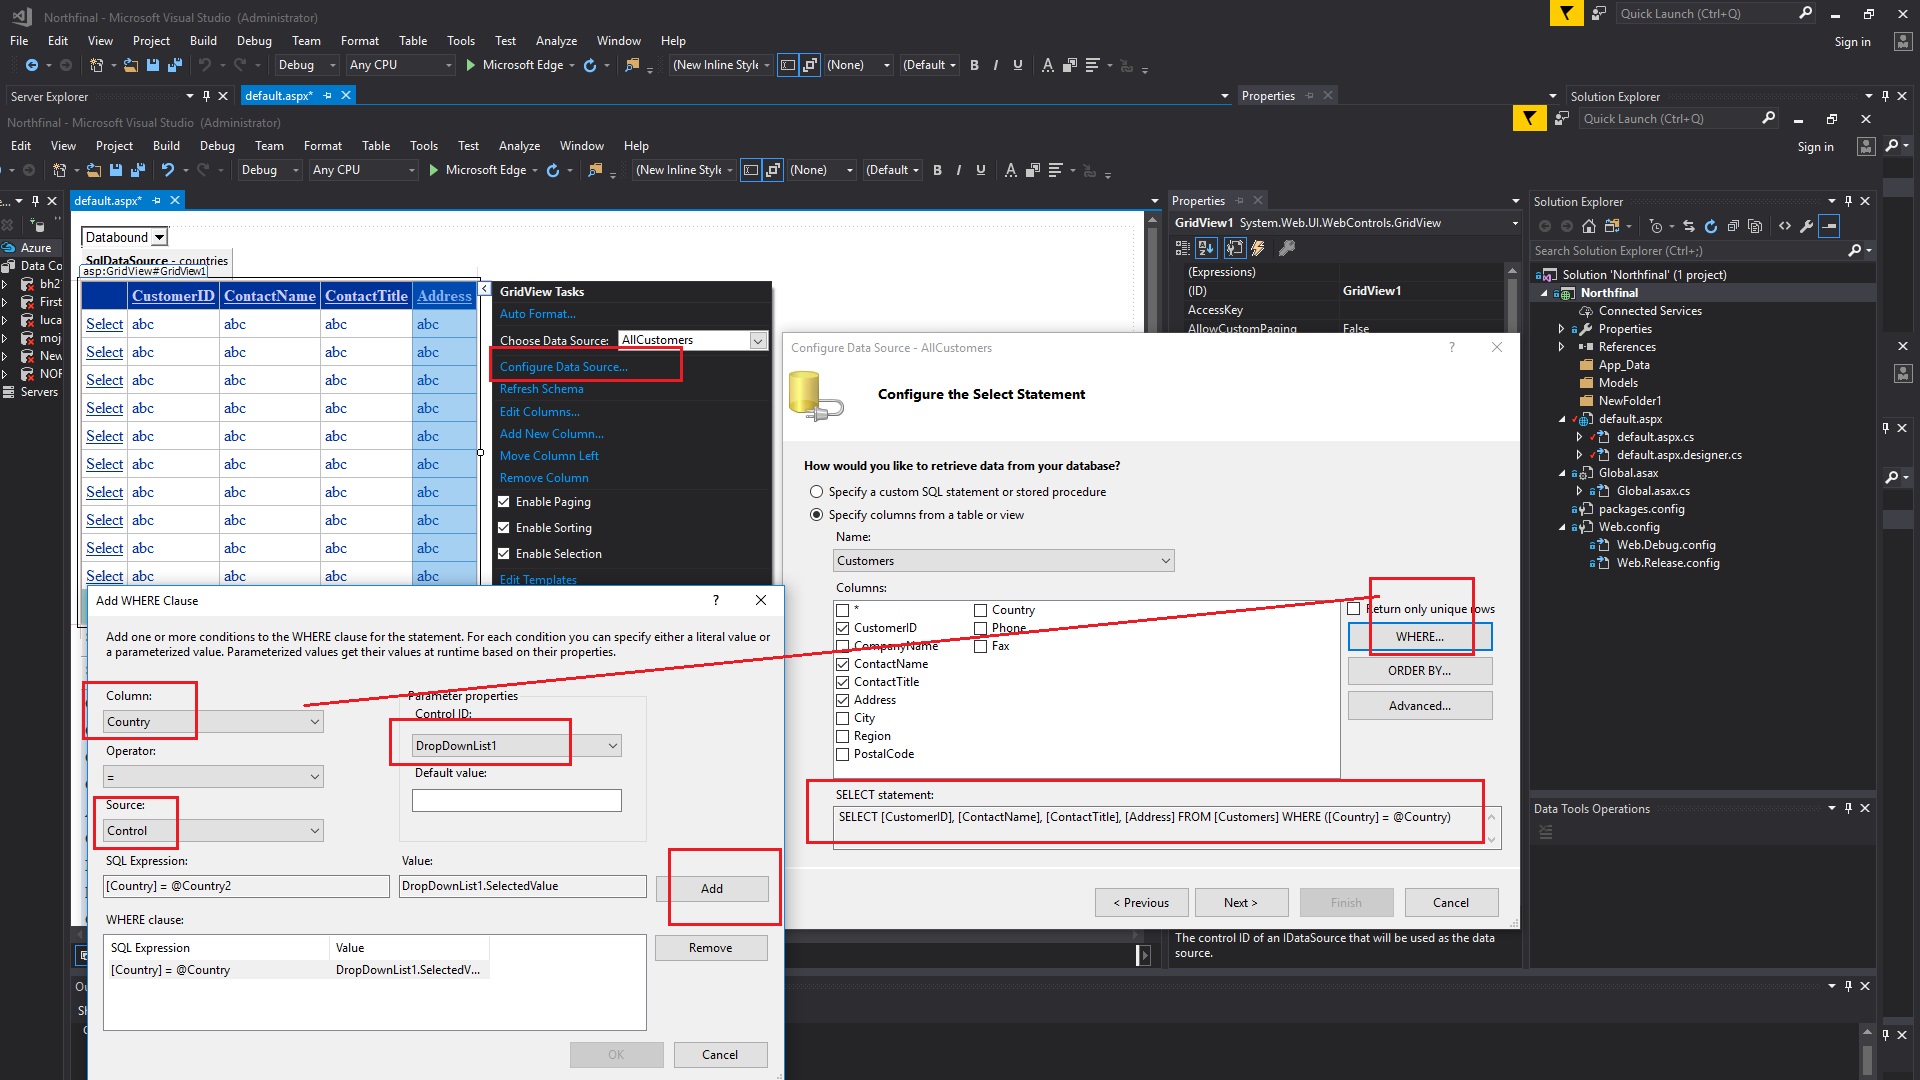 Northfinal - Microsoft Visual Studio (Administrator)
Quick Launch (Ctrl+Q)
File Edit View Project Build Debug Team Format Table Tools Test Analyze Window Help
Sign in
Debug Any CPU Microsoft Edge (New Inline Style (None) (Default B I U A
Server Explorer default.aspx* Properties Solution Explorer
Northfinal - Microsoft Visual Studio (Administrator)
Quick Launch (Ctrl+Q)
Edit View Project Build Debug Team Format Table Tools Test Analyze Window Help
Sign in
Debug Any CPU Microsoft Edge (New Inline Style (None) (Default B I U A
default.aspx*
Azure
Data Co
bh2
First
luca
moj
New
NOR
Servers
Databound
SqlDataSource - countries
asp:GridView#GridView1
CustomerID ContactName ContactTitle Address
Select abc abc abc abc
Select abc abc abc abc
Select abc abc abc abc
Select abc abc abc abc
Select abc abc abc abc
Select abc abc abc abc
Select abc abc abc abc
Select abc abc abc abc
Select abc abc abc abc
Select abc abc abc abc
GridView Tasks
Auto Format...
Choose Data Source: AllCustomers
Configure Data Source...
Refresh Schema
Edit Columns...
Add New Column...
Move Column Left
Remove Column
Enable Paging
Enable Sorting
Enable Selection
Edit Templates
Properties
GridView1 System.Web.UI.WebControls.GridView
(Expressions)
(ID) GridView1
AccessKey
AllowCustomPaging False
The control ID of an IDataSource that will be used as the data
source.
Solution Explorer
Search Solution Explorer (Ctrl+;)
Solution 'Northfinal' (1 project)
Northfinal
Connected Services
Properties
References
App_Data
Models
NewFolder1
default.aspx
default.aspx.cs
default.aspx.designer.cs
Global.asax
Global.asax.cs
packages.config
Web.config
Web.Debug.config
Web.Release.config
Data Tools Operations
Configure Data Source - AllCustomers
?
Configure the Select Statement
How would you like to retrieve data from your database?
Specify a custom SQL statement or stored procedure
Specify columns from a table or view
Name:
Customers
Columns:
*
CustomerID
CompanyName
ContactName
ContactTitle
Address
City
Region
PostalCode
Country
Phone
Fax
Return only unique rows
WHERE...
ORDER BY...
Advanced...
SELECT statement:
SELECT [CustomerID], [ContactName], [ContactTitle], [Address] FROM [Customers] WHERE ([Country] = @Country)
< Previous Next > Finish Cancel
Add WHERE Clause
?
Add one or more conditions to the WHERE clause for the statement. For each condition you can specify either a literal value or
a parameterized value. Parameterized values get their values at runtime based on their properties.
Column:
Country
Operator:
=
Source:
Control
Parameter properties
Control ID:
DropDownList1
Default value:
SQL Expression: Value:
[Country] = @Country2 DropDownList1.SelectedValue Add
WHERE clause:
SQL Expression Value
[Country] = @Country DropDownList1.SelectedV...
Remove
OK Cancel